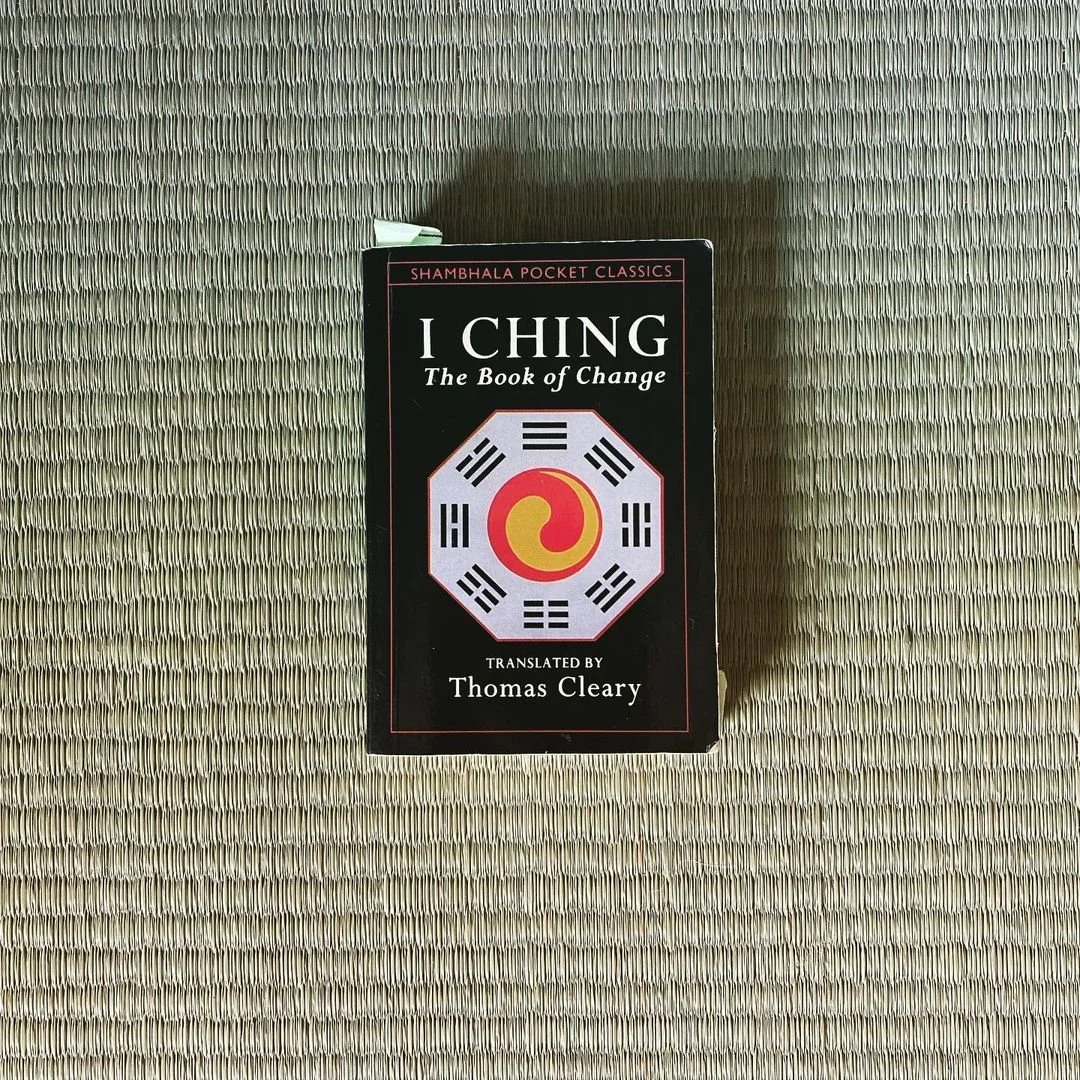 SHAMBHALA POCKET CLASSICS
I CHING
The Book of Change
TRANSLATED BY
Thomas Cleary